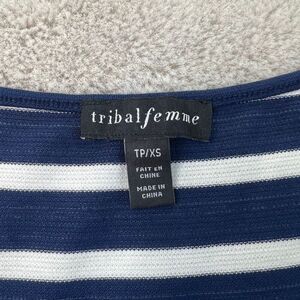 tribalfemme
TP/XS
FAIT EN
CHINE
MADE IN
CHINA